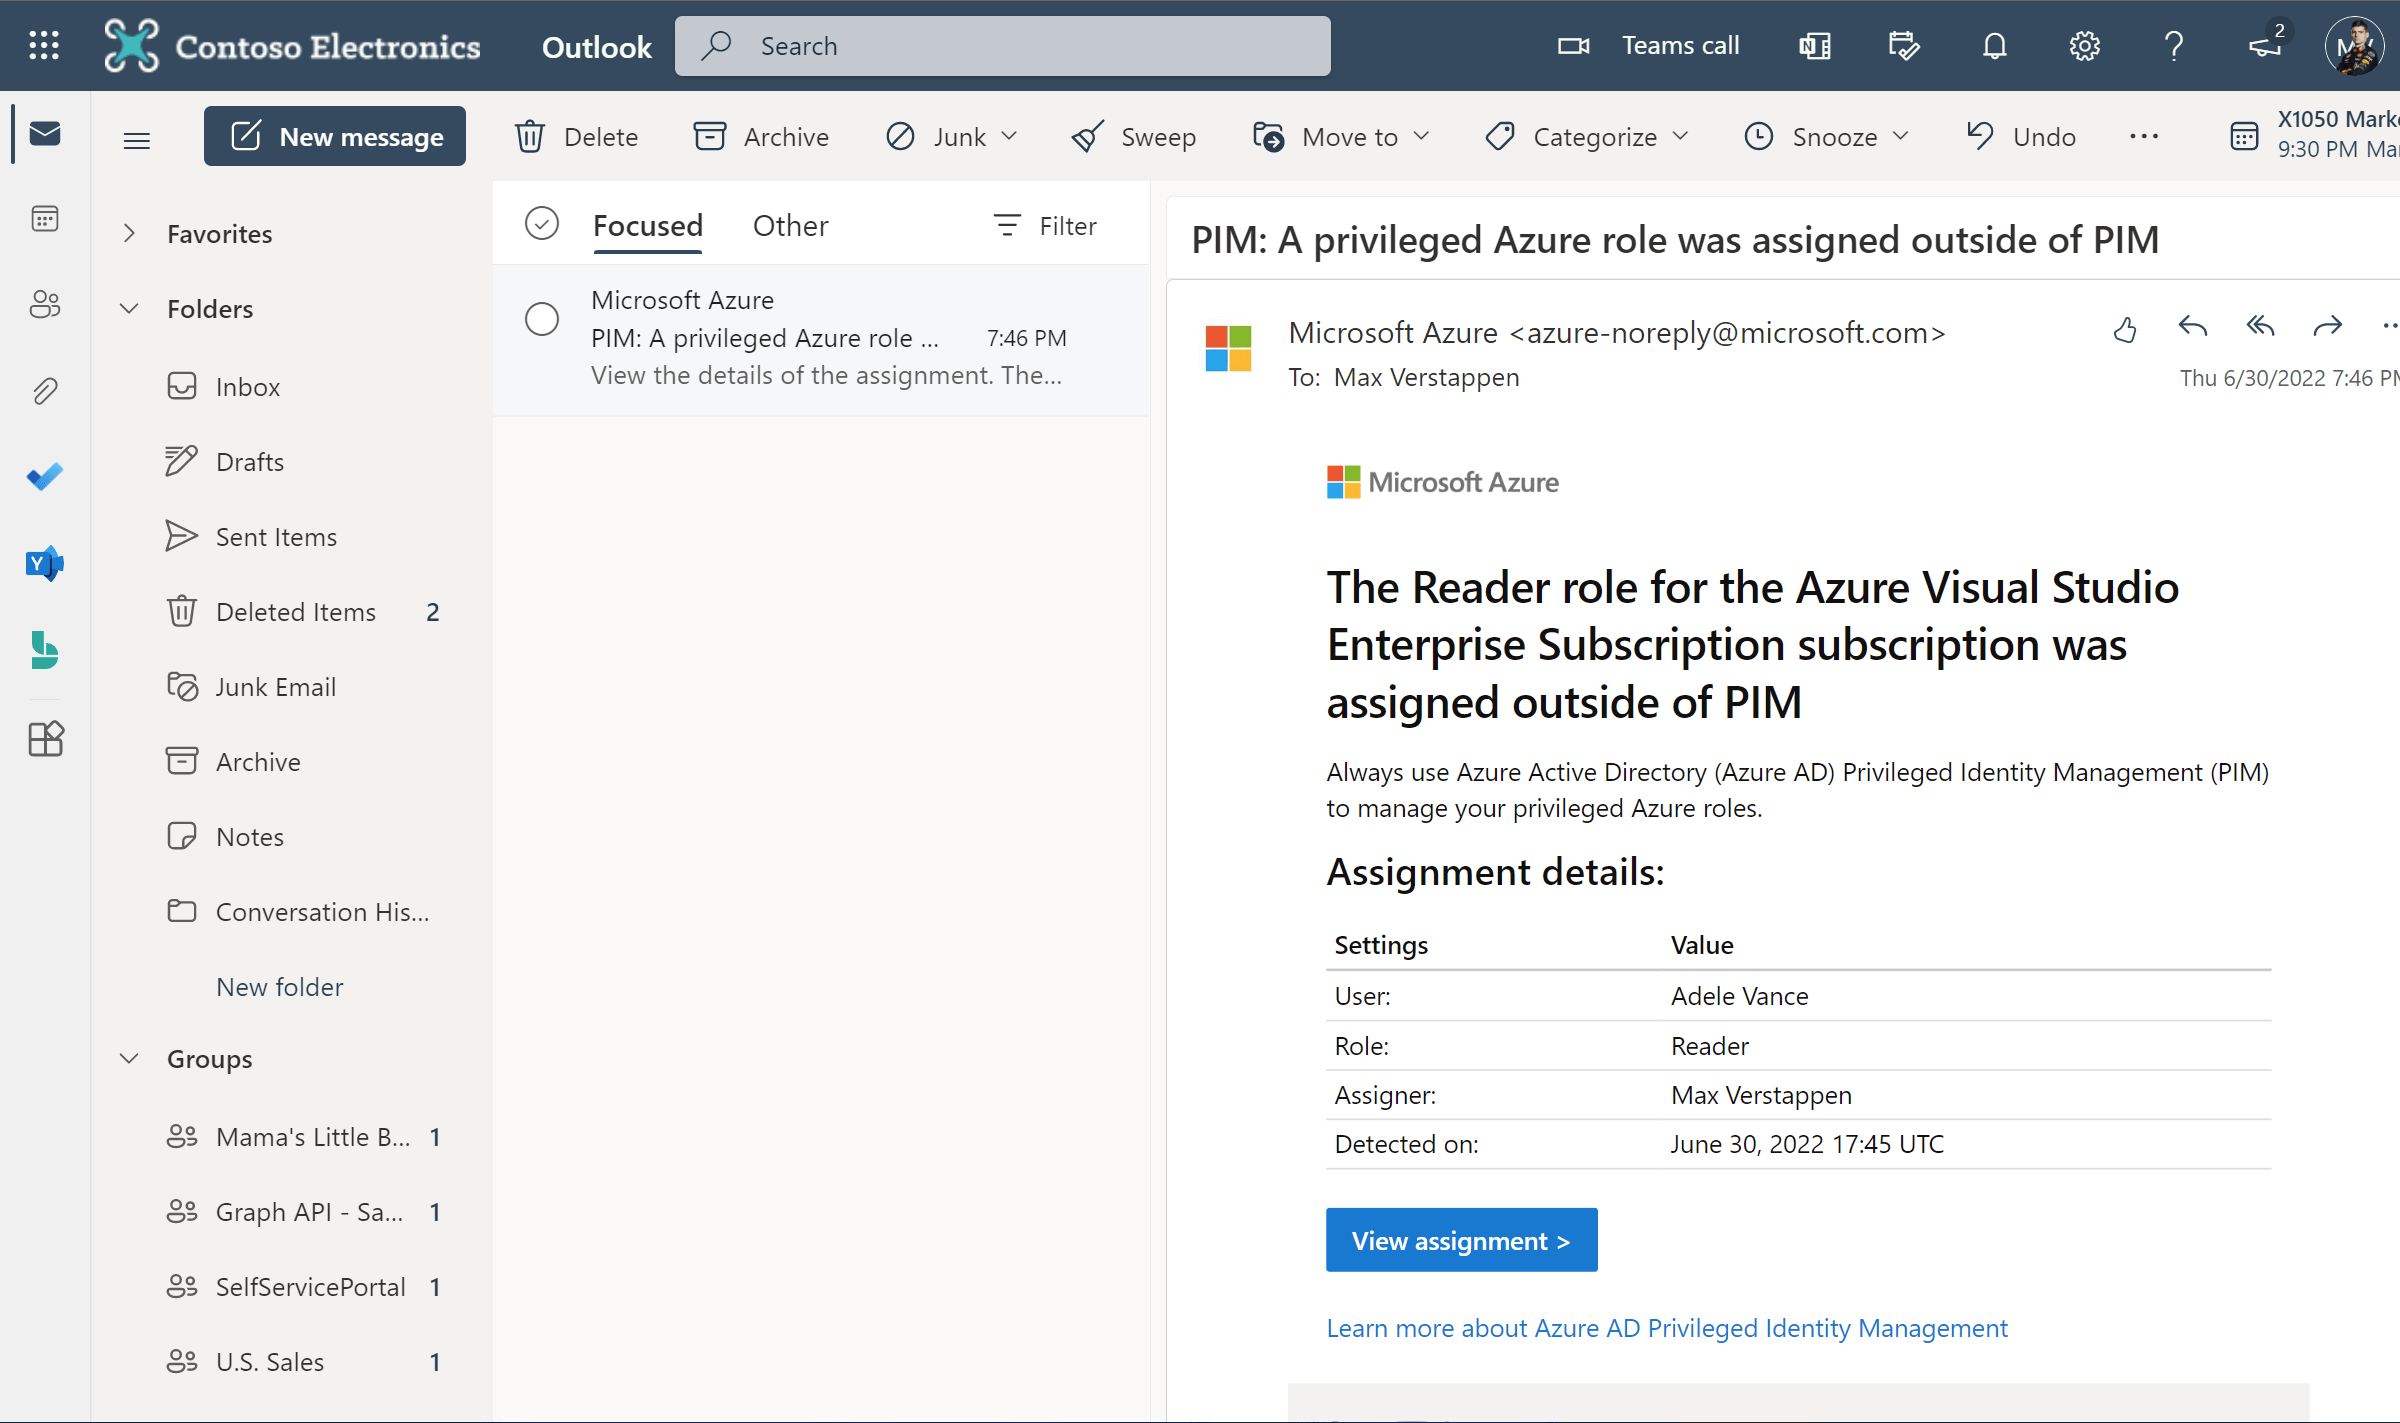 Contoso Electronics
Outlook
Search
Teams call
2
New message
Delete
Archive
Junk
Sweep
Move to
Categorize
Snooze
Undo
X1050
9:30 PM
Favorites
Folders
Inbox
Drafts
Sent Items
Deleted Items 2
Junk Email
Archive
Notes
Conversation His...
New folder
Groups
Mama's Little B... 1
Graph API - Sa... 1
SelfServicePortal 1
U.S. Sales 1
Focused
Other
Filter
Microsoft Azure
PIM: A privileged Azure role ... 7:46 PM
View the details of the assignment. The...
PIM: A privileged Azure role was assigned outside of PIM
Microsoft Azure <azure-noreply@microsoft.com>
To: Max Verstappen
Thu 6/30/2022 7:46
Microsoft Azure
The Reader role for the Azure Visual Studio
Enterprise Subscription subscription was
assigned outside of PIM
Always use Azure Active Directory (Azure AD) Privileged Identity Management (PIM)
to manage your privileged Azure roles.
Assignment details:
Settings Value
User: Adele Vance
Role: Reader
Assigner: Max Verstappen
Detected on: June 30, 2022 17:45 UTC
View assignment >
Learn more about Azure AD Privileged Identity Management